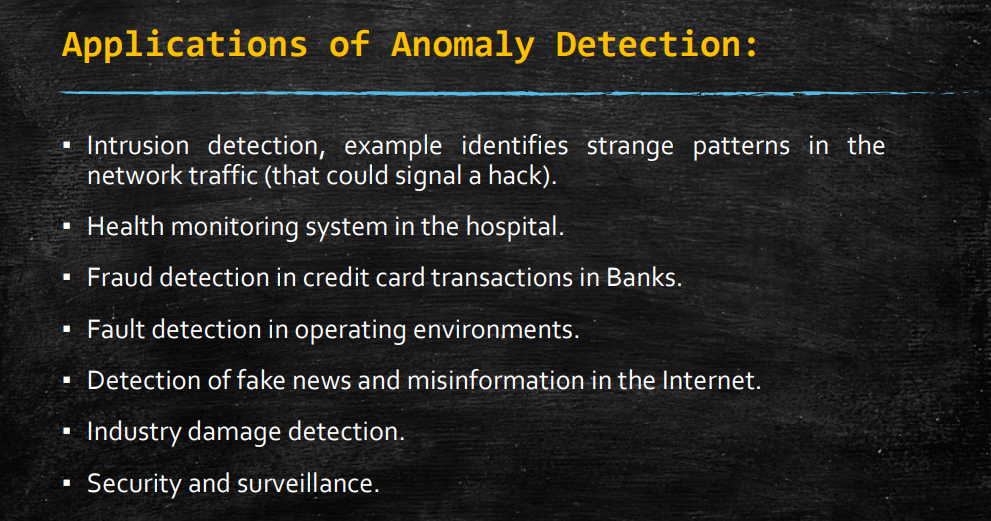 Applications of Anomaly Detection:
▪ Intrusion detection, example identifies strange patterns in the
network traffic (that could signal a hack).
▪ Health monitoring system in the hospital.
▪ Fraud detection in credit card transactions in Banks.
▪ Fault detection in operating environments.
▪ Detection of fake news and misinformation in the Internet.
▪ Industry damage detection.
▪ Security and surveillance.